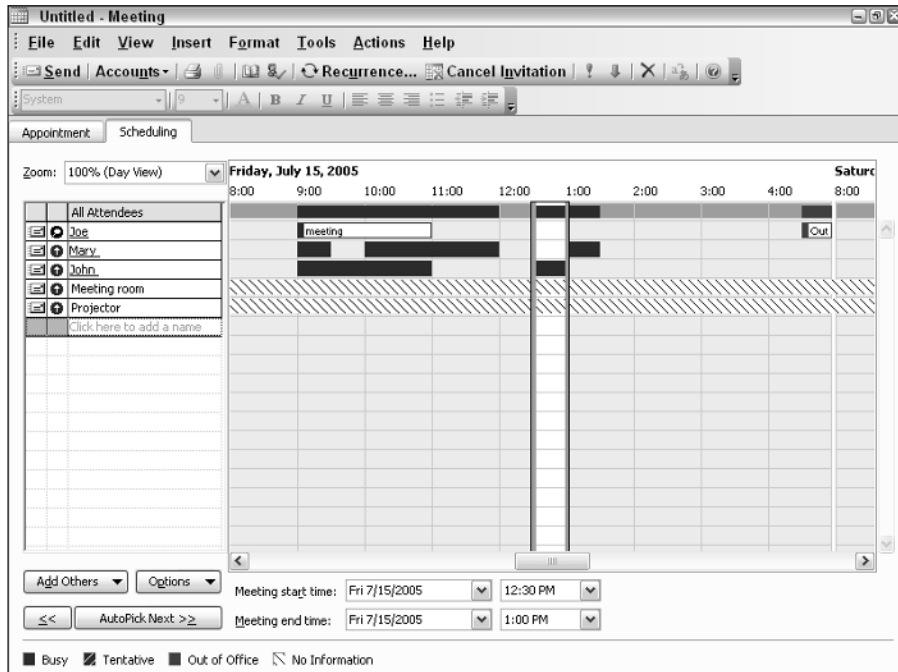 Untitled - Meeting
File Edit View Insert Format Tools Actions Help
Send Accounts Recurrence... Cancel Invitation
System 9 A B I U
Appointment Scheduling
Zoom: 100% (Day View)
Friday, July 15, 2005 Saturc
8:00 9:00 10:00 11:00 12:00 1:00 2:00 3:00 4:00 8:00
All Attendees
Joe meeting Out
Mary
John
Meeting room
Projector
Click here to add a name
Add Others Options
Meeting start time: Fri 7/15/2005 12:30 PM
<< AutoPick Next >>
Meeting end time: Fri 7/15/2005 1:00 PM
Busy Tentative Out of Office No Information